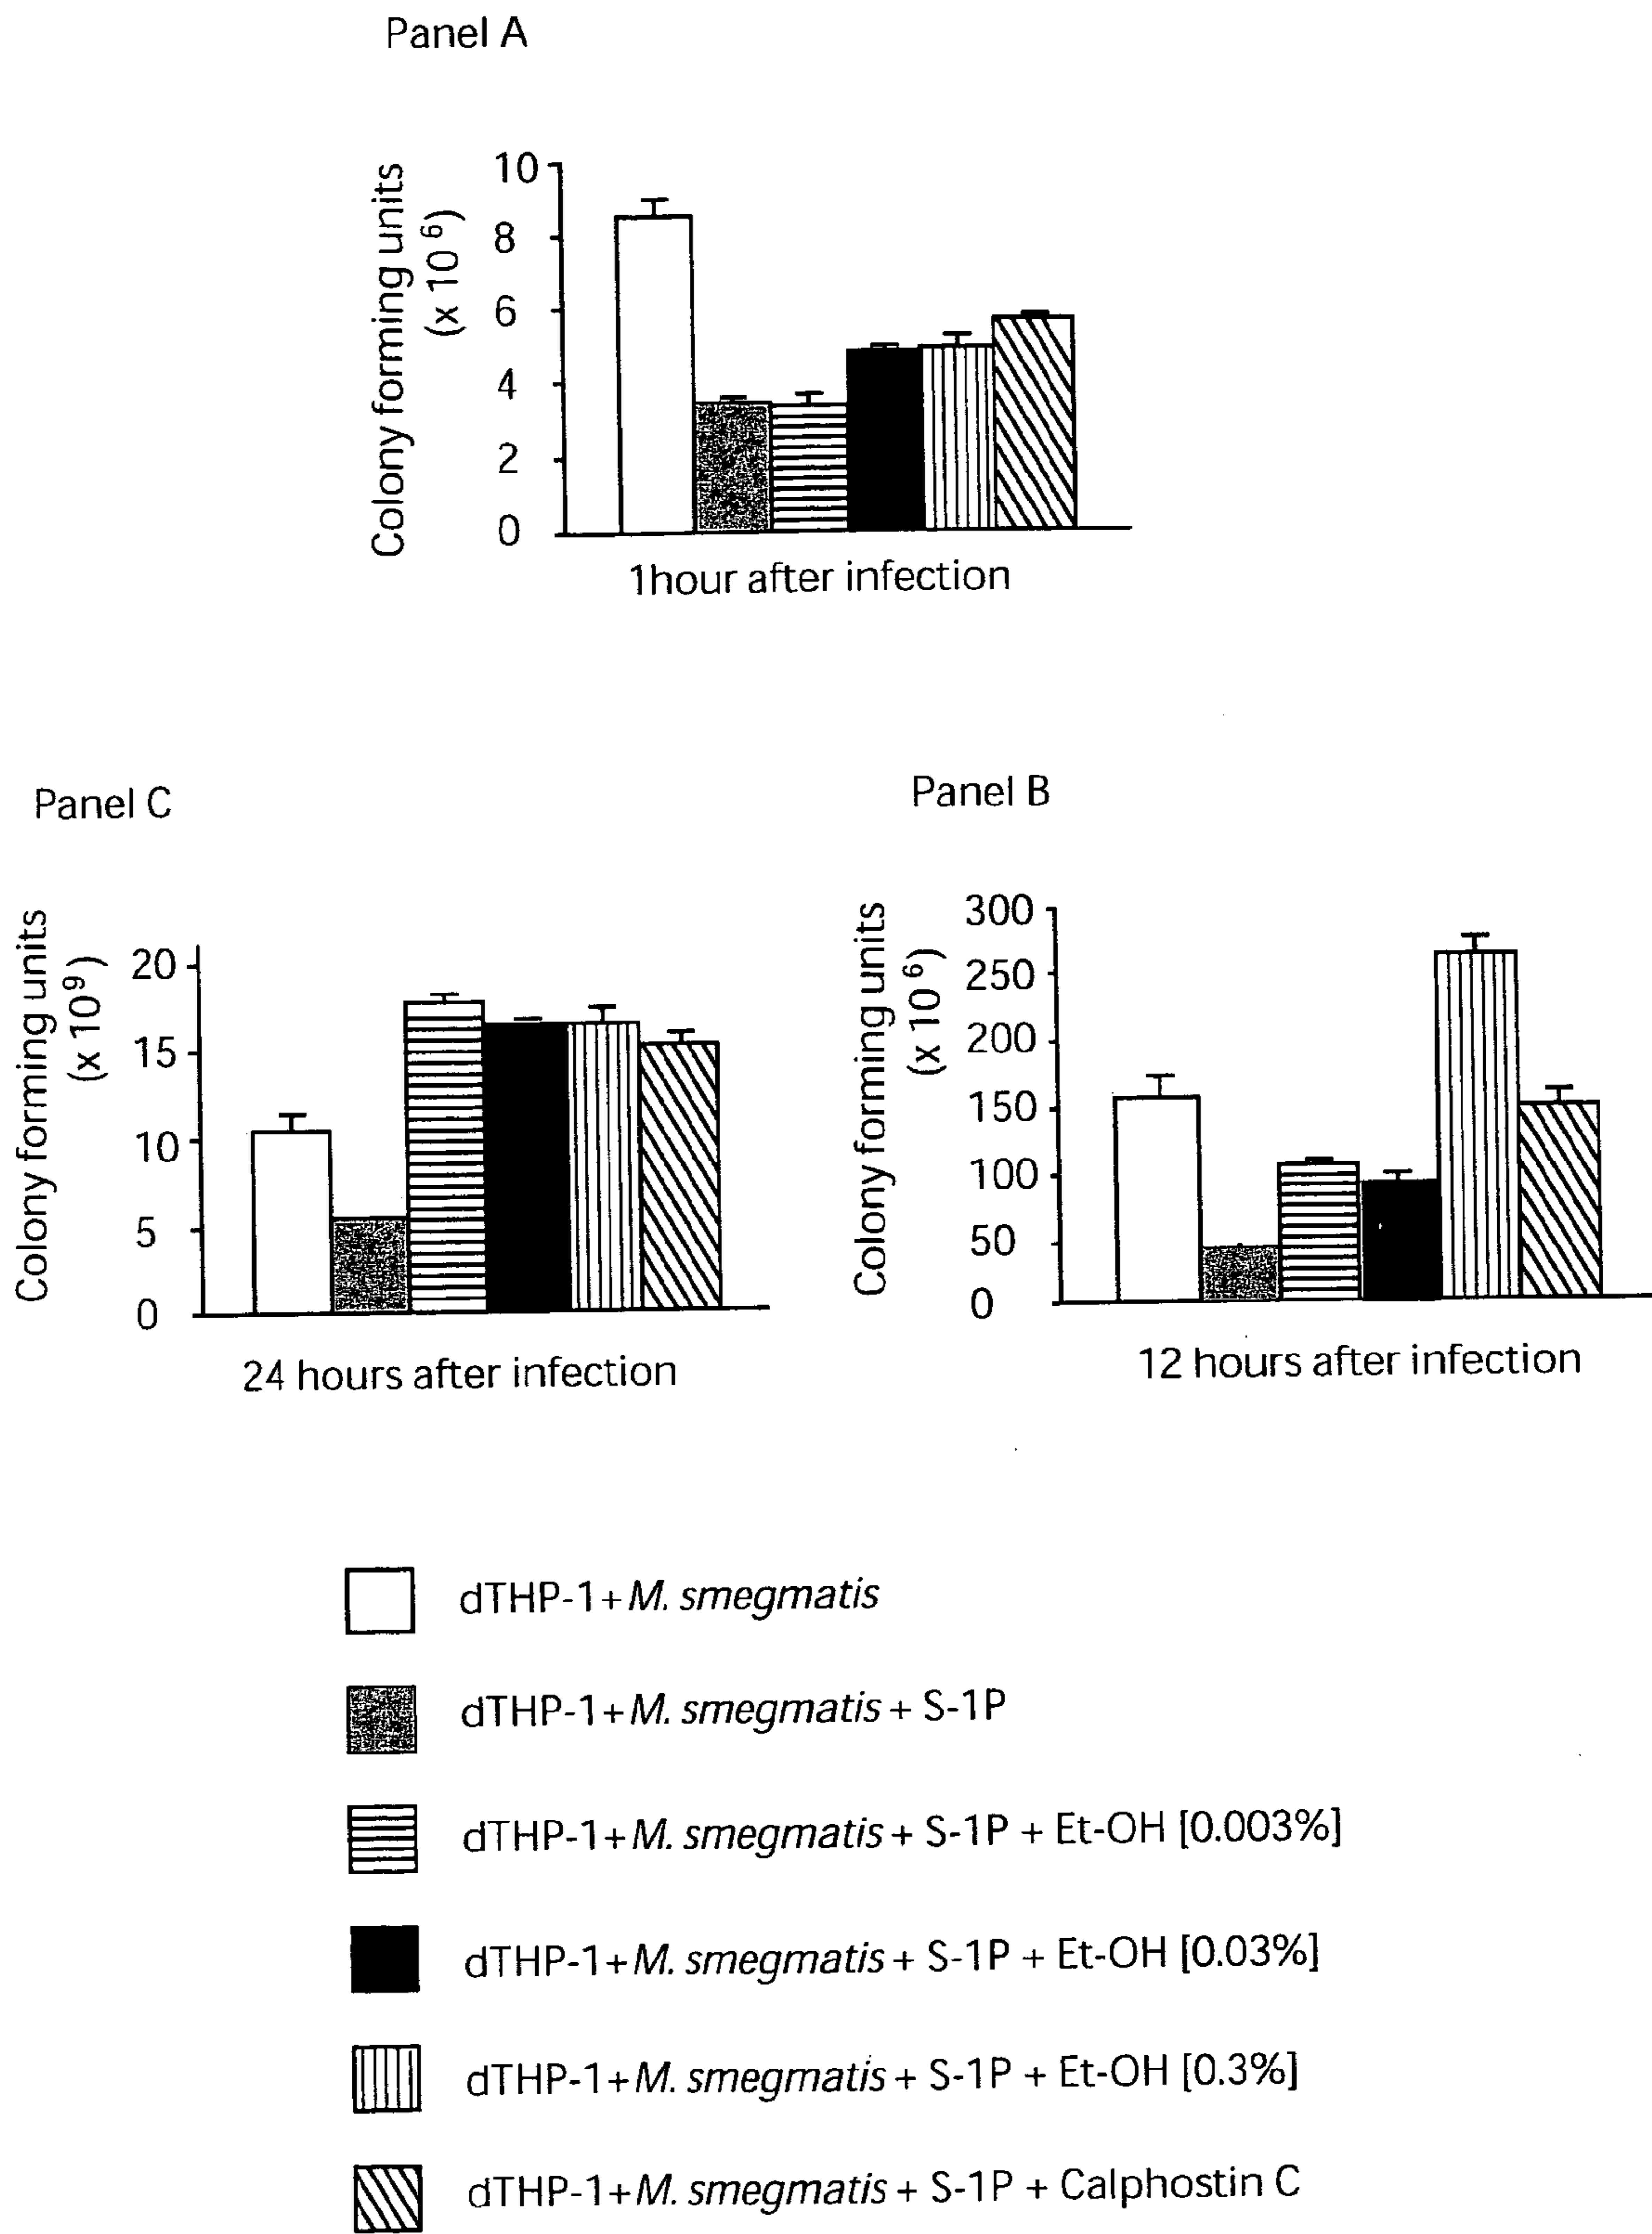 Panel A
Colony forming units
(x 10 6)
10
8
6
4
2
0
1hour after infection
Panel C
Colony forming units
(x 10 9)
20
15
10
5
0
24 hours after infection
Panel B
Colony forming units
(x 10 6)
300
250
200
150
100
50
0
12 hours after infection
dTHP-1+M. smegmatis
dTHP-1+M. smegmatis + S-1P
dTHP-1+M. smegmatis + S-1P + Et-OH [0.003%]
dTHP-1+M. smegmatis + S-1P + Et-OH [0.03%]
dTHP-1+M. smegmatis + S-1P + Et-OH [0.3%]
dTHP-1+M. smegmatis + S-1P + Calphostin C